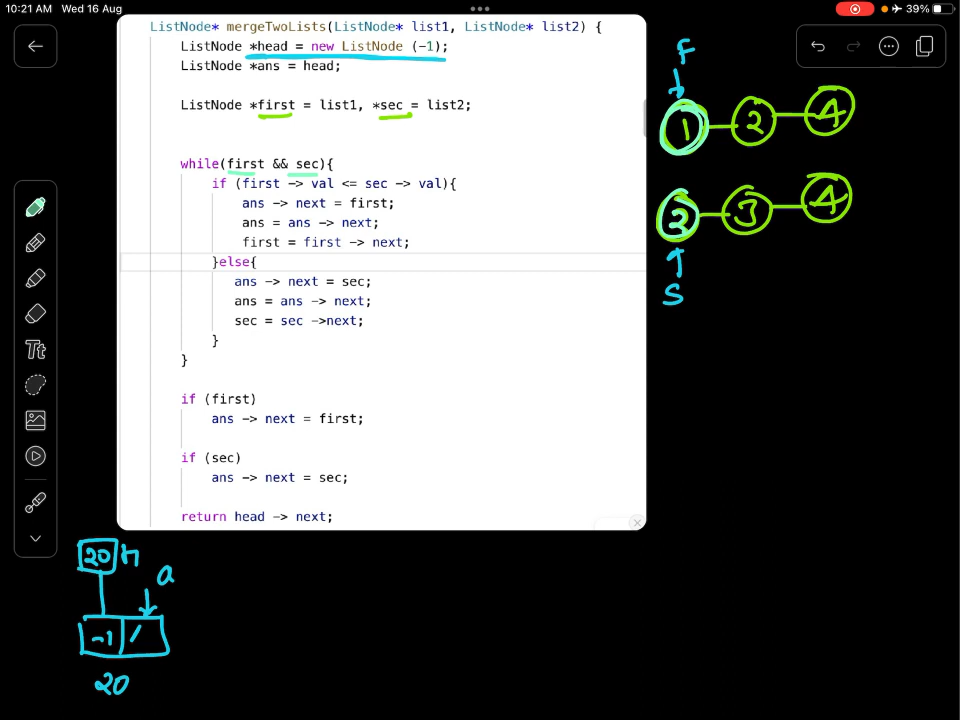 10:21 AM Wed 16 Aug
39%
ListNode* mergeTwoLists(ListNode* list1, ListNode* list2) {
ListNode *head = new ListNode (-1);
ListNode *ans = head;
ListNode *first = list1, *sec = list2;
while(first && sec){
if (first -> val <= sec -> val){
ans -> next = first;
ans = ans -> next;
first = first -> next;
}else{
ans -> next = sec;
ans = ans -> next;
sec = sec ->next;
}
}
if (first)
ans -> next = first;
if (sec)
ans -> next = sec;
return head -> next;
F
1 2 4
2 3 4
S
Tt
20 h
a
-1 /
20